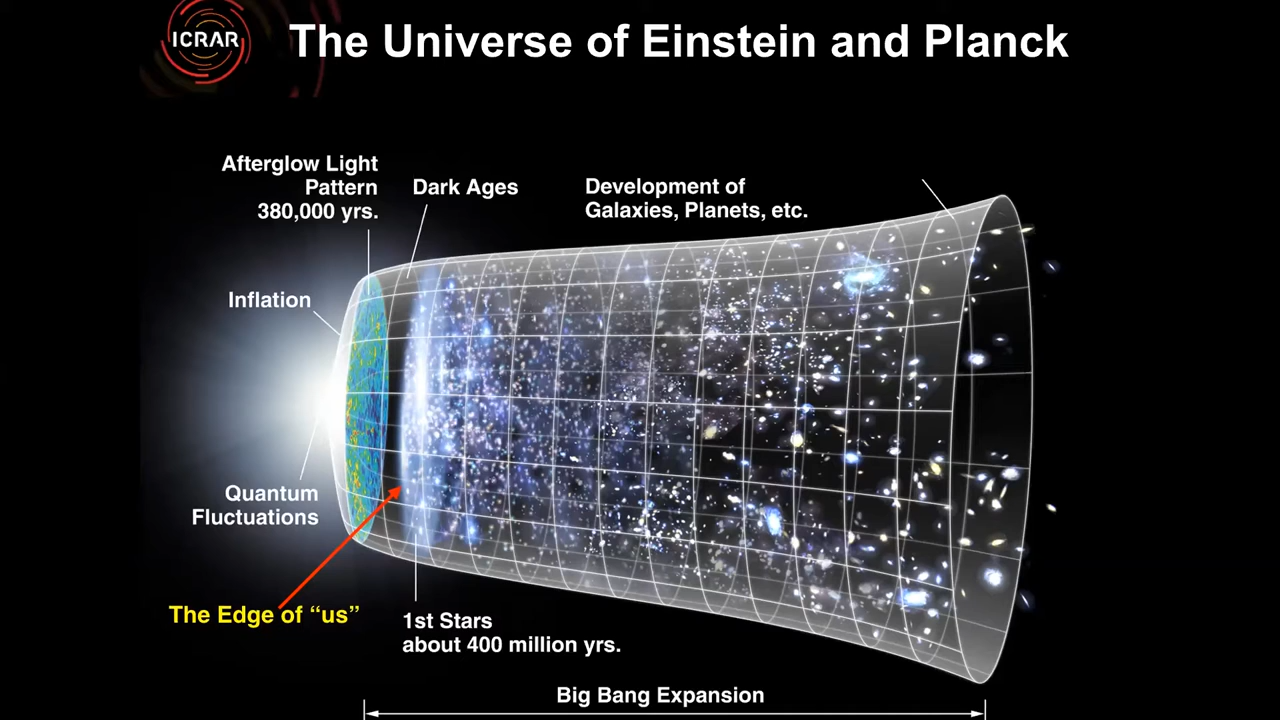 ICRAR
The Universe of Einstein and Planck
Afterglow Light
Pattern
380,000 yrs.
Dark Ages
Development of
Galaxies, Planets, etc.
Inflation
Quantum
Fluctuations
The Edge of “us”
1st Stars
about 400 million yrs.
Big Bang Expansion